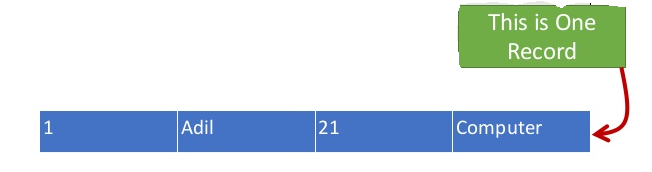 This is One
Record
1 Adil 21 Computer